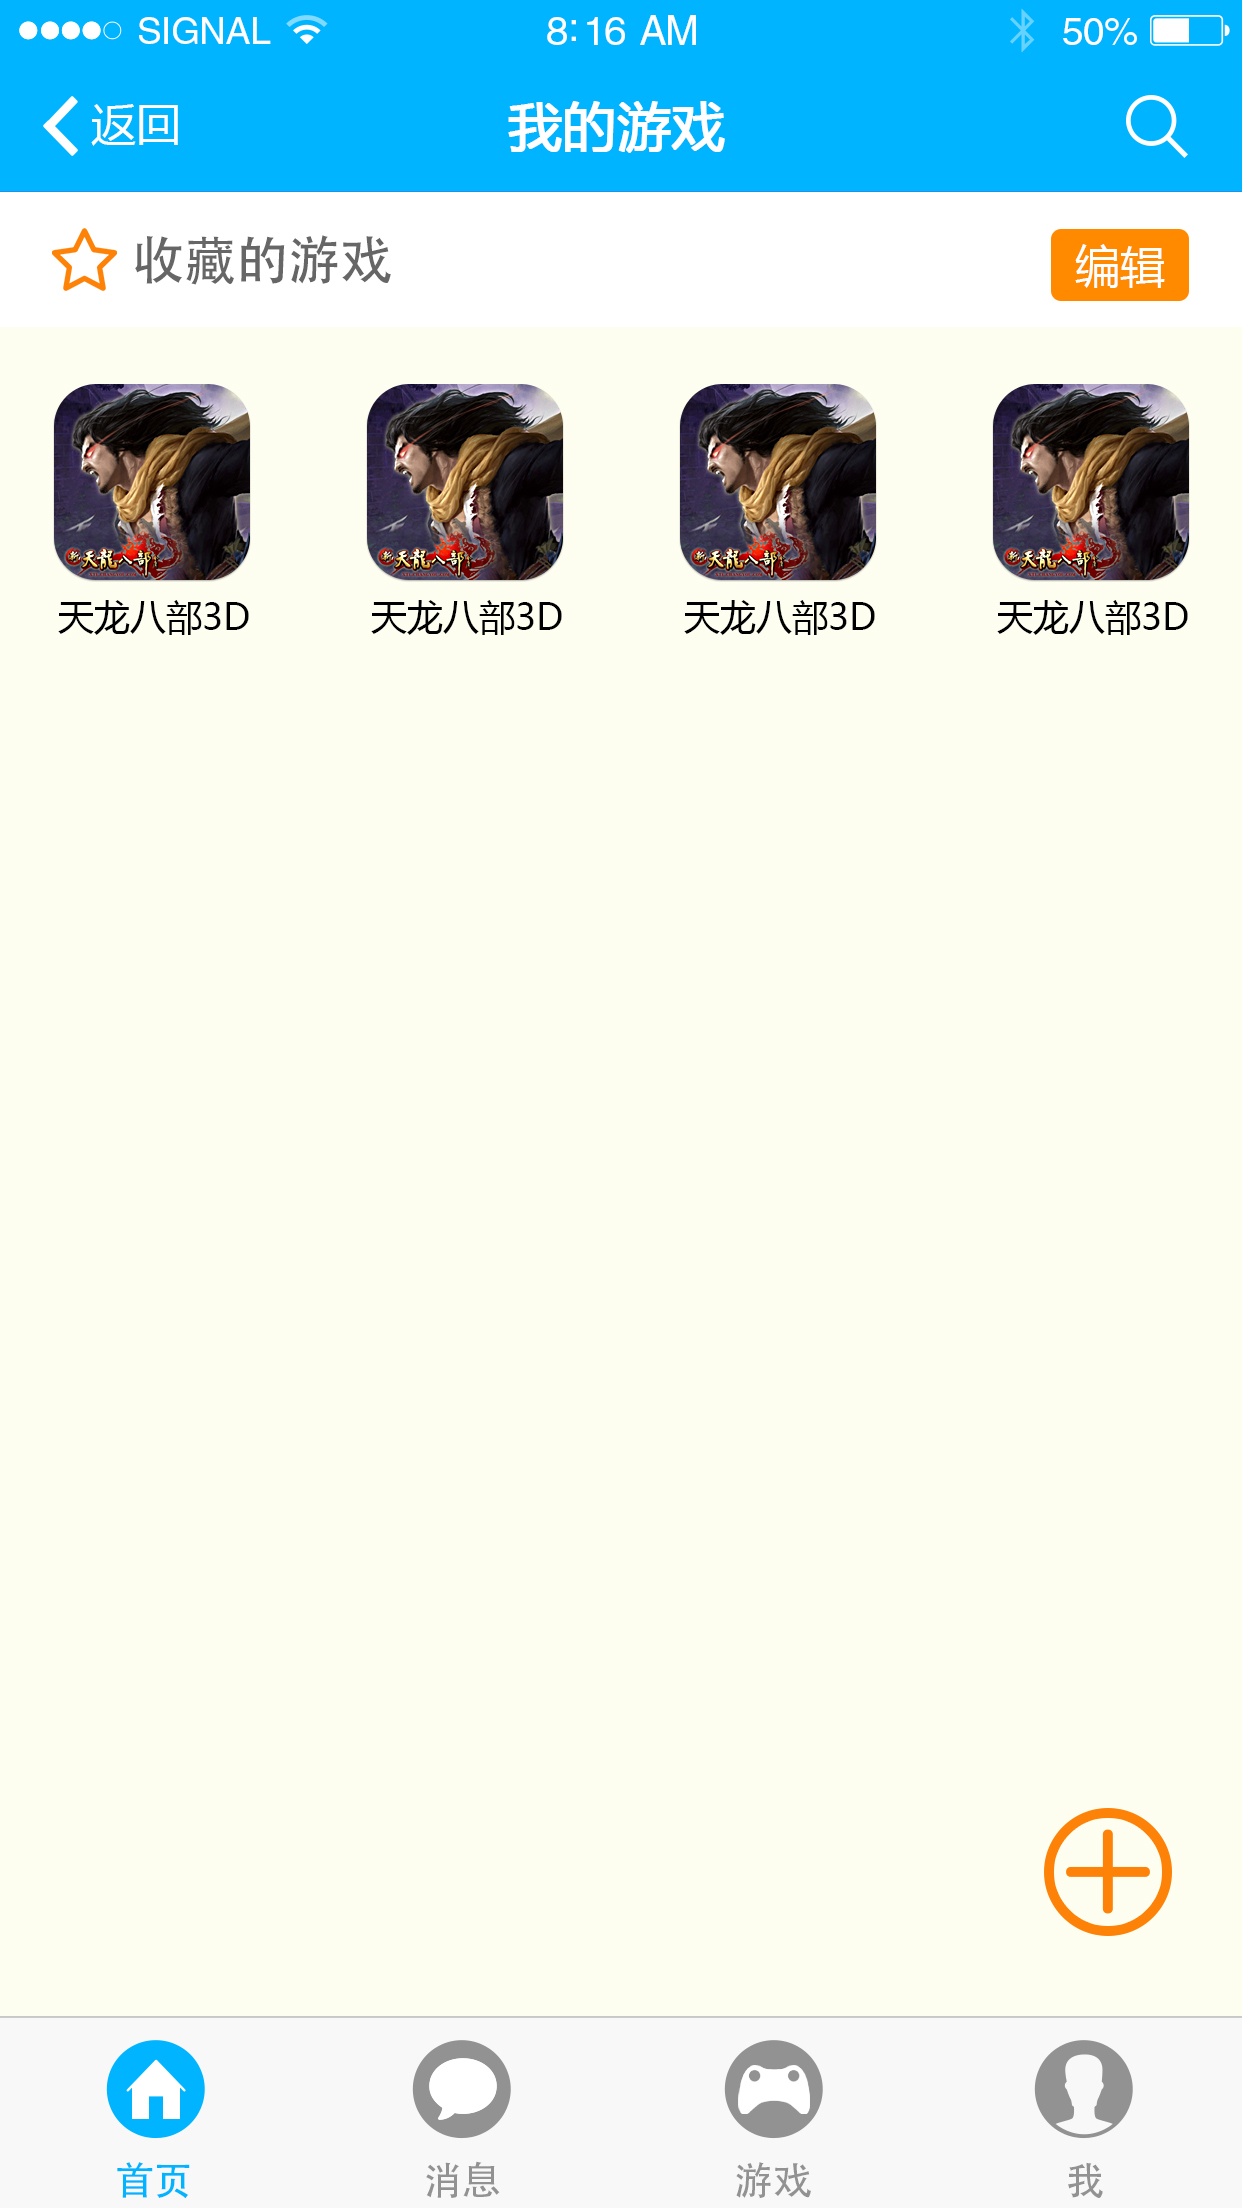 SIGNAL 8:16 AM 50%
返回 我的游戏
收藏的游戏 编辑
新天龍八部 新天龍八部 新天龍八部 新天龍八部
天龙八部3D 天龙八部3D 天龙八部3D 天龙八部3D
首页 消息 游戏 我